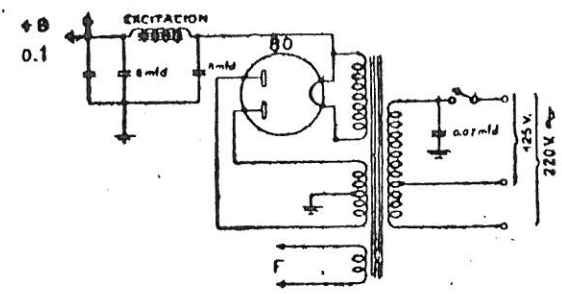 +B
0.1
EXCITACION
8 mfd
8 mfd
80
0.01 mfd
125 V.
220 V.
F